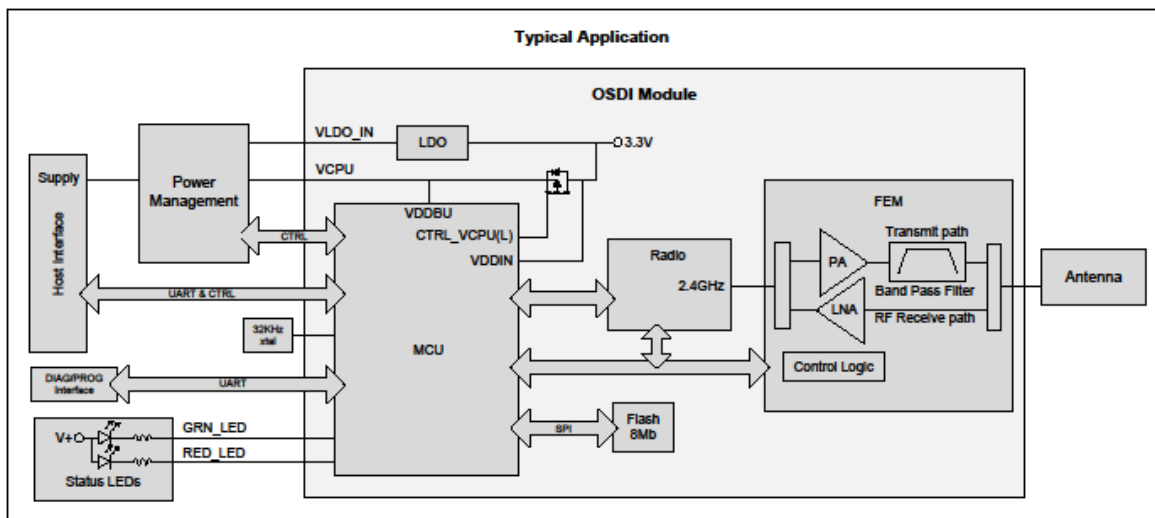 Typical Application
OSDI Module
VLDO_IN
LDO
3.3V
Supply
Host Interface
Power
Management
VCPU
VDDBU
CTRL
CTRL_VCPU(L)
VDDIN
UART & CTRL
32KHz
xtal
MCU
DIAG/PROG
Interface
UART
V+
GRN_LED
RED_LED
Status LEDs
Radio
2.4GHz
SPI
Flash
8Mb
FEM
Transmit path
PA
Band Pass Filter
LNA
RF Receive path
Control Logic
Antenna